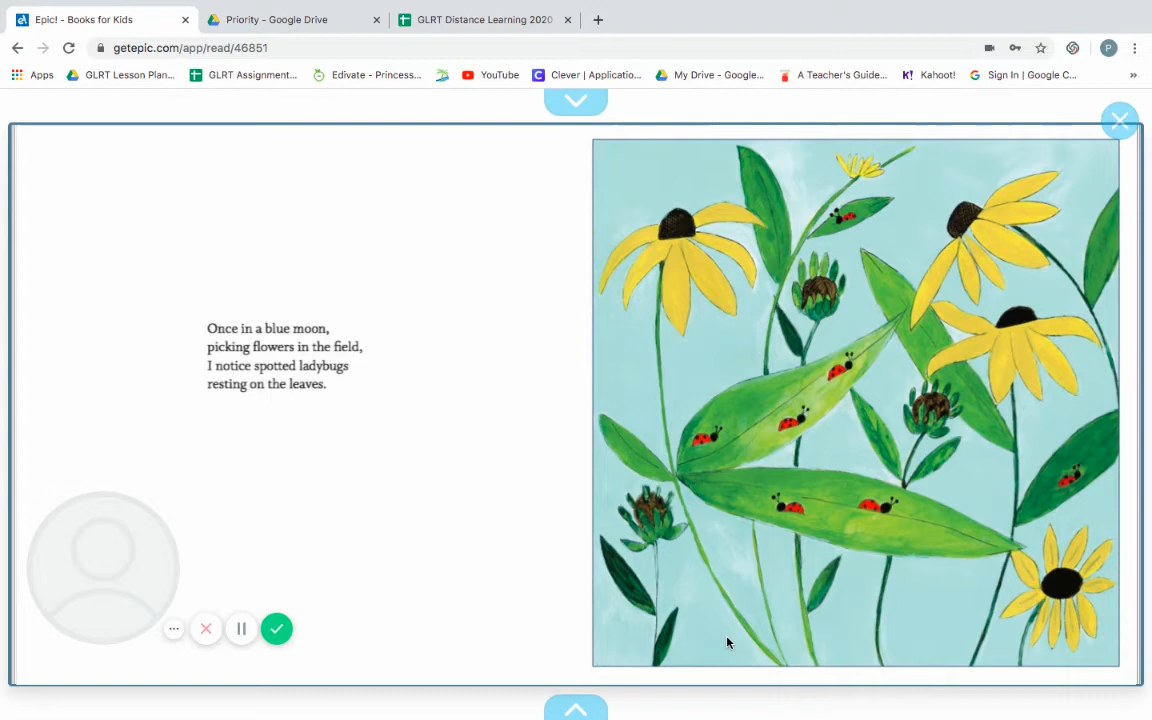 Epic! - Books for Kids
Priority - Google Drive
GLRT Distance Learning 2020
getepic.com/app/read/46851
P
Apps
GLRT Lesson Plan...
GLRT Assignment...
Edivate - Princess...
YouTube
Clever | Applicatio...
My Drive - Google...
A Teacher's Guide...
Kahoot!
Sign In | Google C...
Once in a blue moon,
picking flowers in the field,
I notice spotted ladybugs
resting on the leaves.